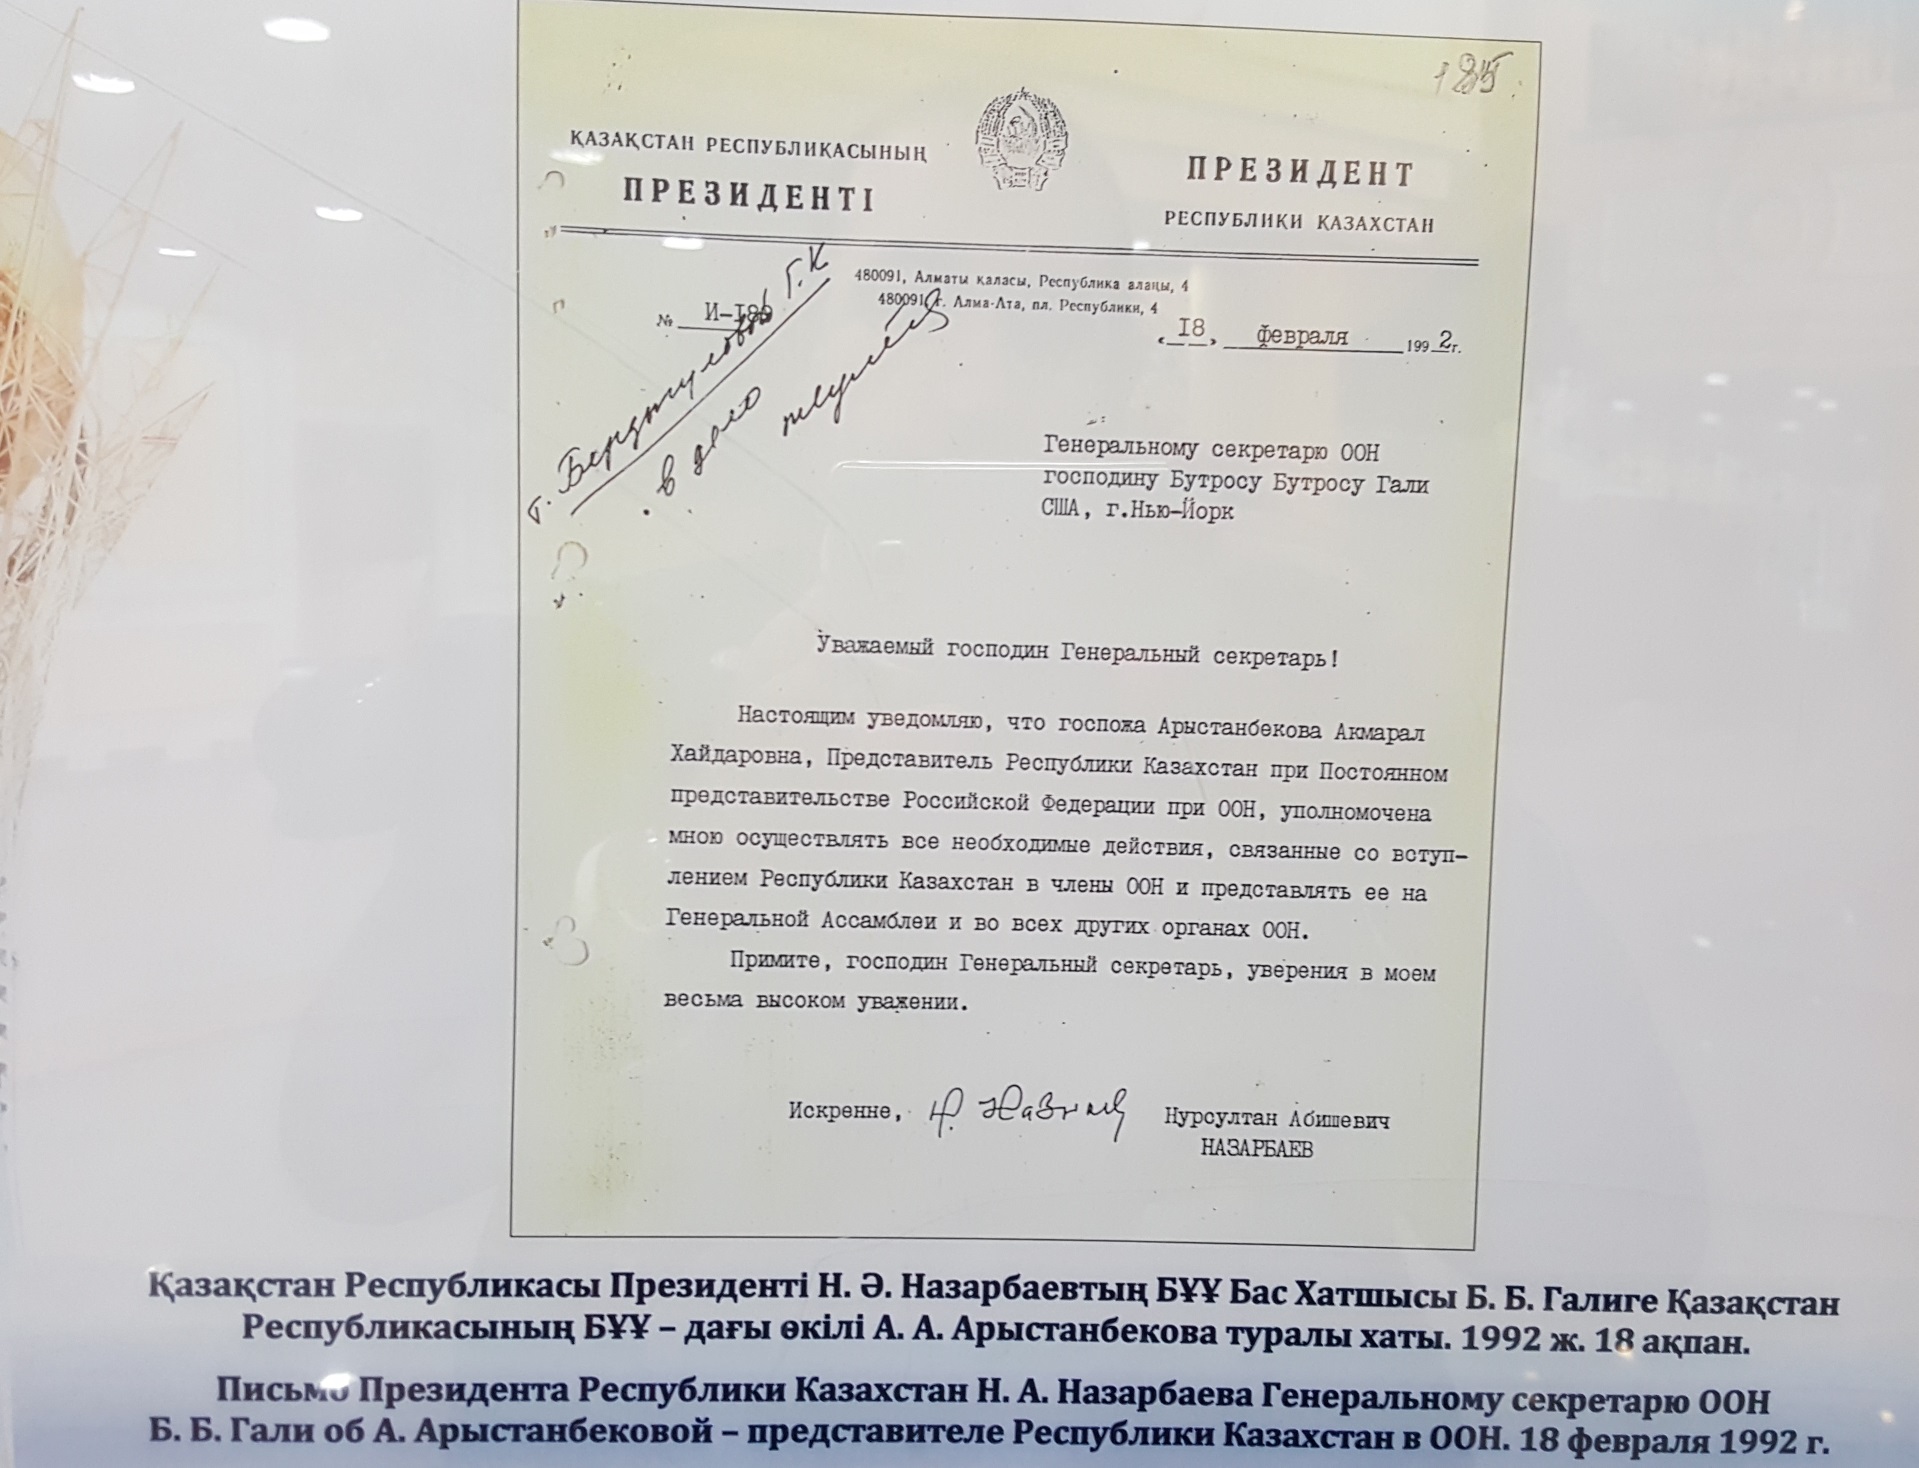 185
ҚАЗАҚСТАН РЕСПУБЛИКАСЫНЫҢ
ПРЕЗИДЕНТІ
ПРЕЗИДЕНТ
РЕСПУБЛИКИ КАЗАХСТАН
480091, Алматы қаласы, Республика алаңы, 4
480091, г. Алма-Ата, пл. Республики, 4
№ И-180
«18» февраля 1992 г.
в дело
Генеральному секретарю ООН
господину Бутросу Бутросу Гали
США, г.Нью-Йорк
Уважаемый господин Генеральный секретарь!
Настоящим уведомляю, что госпожа Арыстанбекова Акмарал
Хайдаровна, Представитель Республики Казахстан при Постоянном
представительстве Российской Федерации при ООН, уполномочена
мною осуществлять все необходимые действия, связанные со вступ-
лением Республики Казахстан в члены ООН и представлять ее на
Генеральной Ассамблеи и во всех других органах ООН.
Примите, господин Генеральный секретарь, уверения в моем
весьма высоком уважении.
Искренне,
Нурсултан Абишевич
НАЗАРБАЕВ
Қазақстан Республикасы Президенті Н. Ә. Назарбаевтың БҰҰ Бас Хатшысы Б. Б. Галиге Қазақстан
Республикасының БҰҰ – дағы өкілі А. А. Арыстанбекова туралы хаты. 1992 ж. 18 ақпан.
Письмо Президента Республики Казахстан Н. А. Назарбаева Генеральному секретарю ООН
Б. Б. Гали об А. Арыстанбековой – представителе Республики Казахстан в ООН. 18 февраля 1992 г.